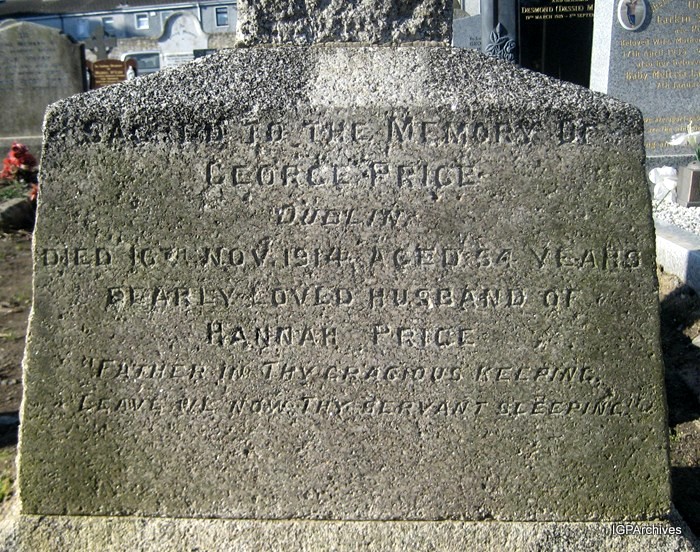 SACRED TO THE MEMORY OF
GEORGE PRICE
DUBLIN
DIED 16TH NOV. 1914, AGED 54 YEARS
DEARLY LOVED HUSBAND OF
HANNAH PRICE
"FATHER IN THY GRACIOUS KEEPING,
LEAVE WE NOW THY SERVANT SLEEPING."
DESMOND
IGPArchives